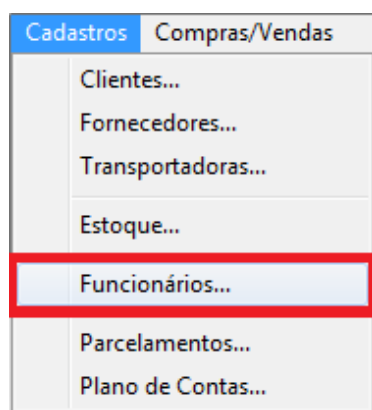 Cadastros Compras/Vendas
Clientes...
Fornecedores...
Transportadoras...
Estoque...
Funcionários...
Parcelamentos...
Plano de Contas...